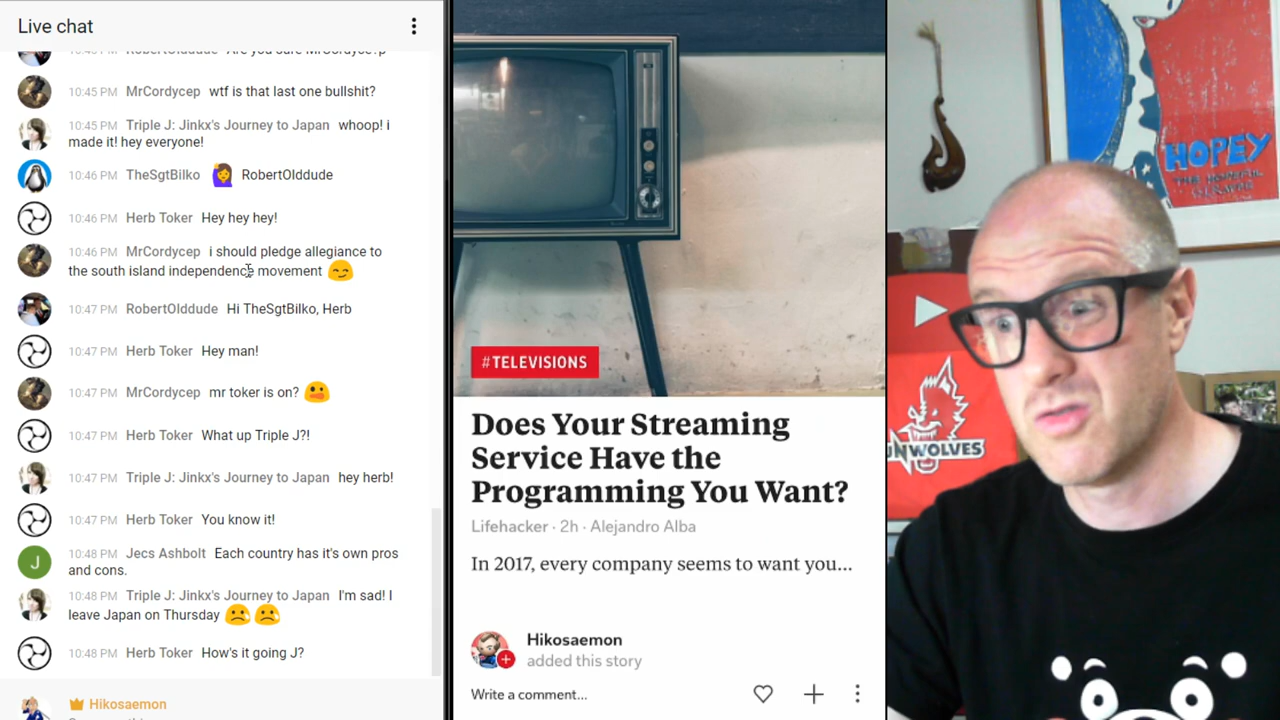 Live chat
10:45 PM MrCordycep wtf is that last one bullshit?
10:45 PM Triple J: Jinkx's Journey to Japan whoop! i
made it! hey everyone!
10:46 PM TheSgtBilko 🙋‍♀️ RobertOlddude
10:46 PM Herb Toker Hey hey hey!
10:46 PM MrCordycep i should pledge allegiance to
the south island independence movement 😏
10:47 PM RobertOlddude Hi TheSgtBilko, Herb
10:47 PM Herb Toker Hey man!
10:47 PM MrCordycep mr toker is on? 😮
10:47 PM Herb Toker What up Triple J?!
10:47 PM Triple J: Jinkx's Journey to Japan hey herb!
10:47 PM Herb Toker You know it!
J
10:48 PM Jecs Ashbolt Each country has it's own pros
and cons.
10:48 PM Triple J: Jinkx's Journey to Japan I'm sad! I
leave Japan on Thursday ☹️ ☹️
10:48 PM Herb Toker How's it going J?
Hikosaemon
#TELEVISIONS
Does Your Streaming
Service Have the
Programming You Want?
Lifehacker · 2h · Alejandro Alba
In 2017, every company seems to want you...
Hikosaemon
added this story
Write a comment...
HOPEY
UNWOLVES